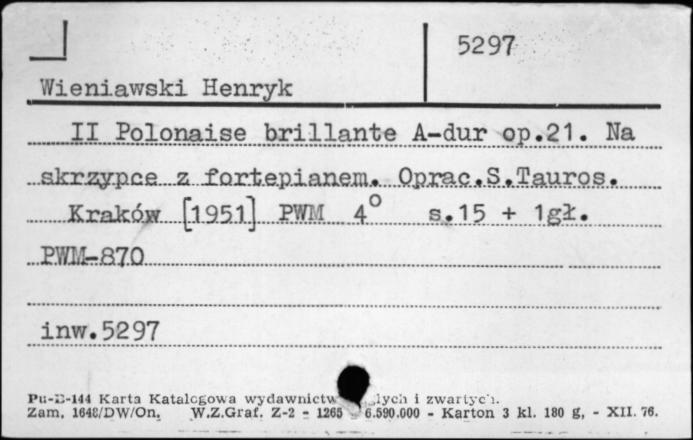 5297
Wieniawski Henryk
II Polonaise brillante A-dur op.21. Na
skrzypce z fortepianem. Oprac.S.Tauros.
Kraków [1951] PWM 4° s.15 + 1gł.
PWM-870
inw.5297
Pu-B-144 Karta Katalogowa wydawnictw i zwartych.
Zam. 1648/DW/On. W.Z.Graf. Z-2 - 1265 6.590.000 - Karton 3 kl. 180 g, - XII. 76.